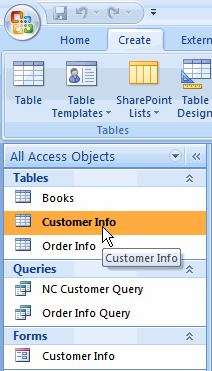 Home Create Extern
Table Table Templates SharePoint Lists Table Design
Tables
All Access Objects
Tables
Books
Customer Info
Order Info
Customer Info
Queries
NC Customer Query
Order Info Query
Forms
Customer Info